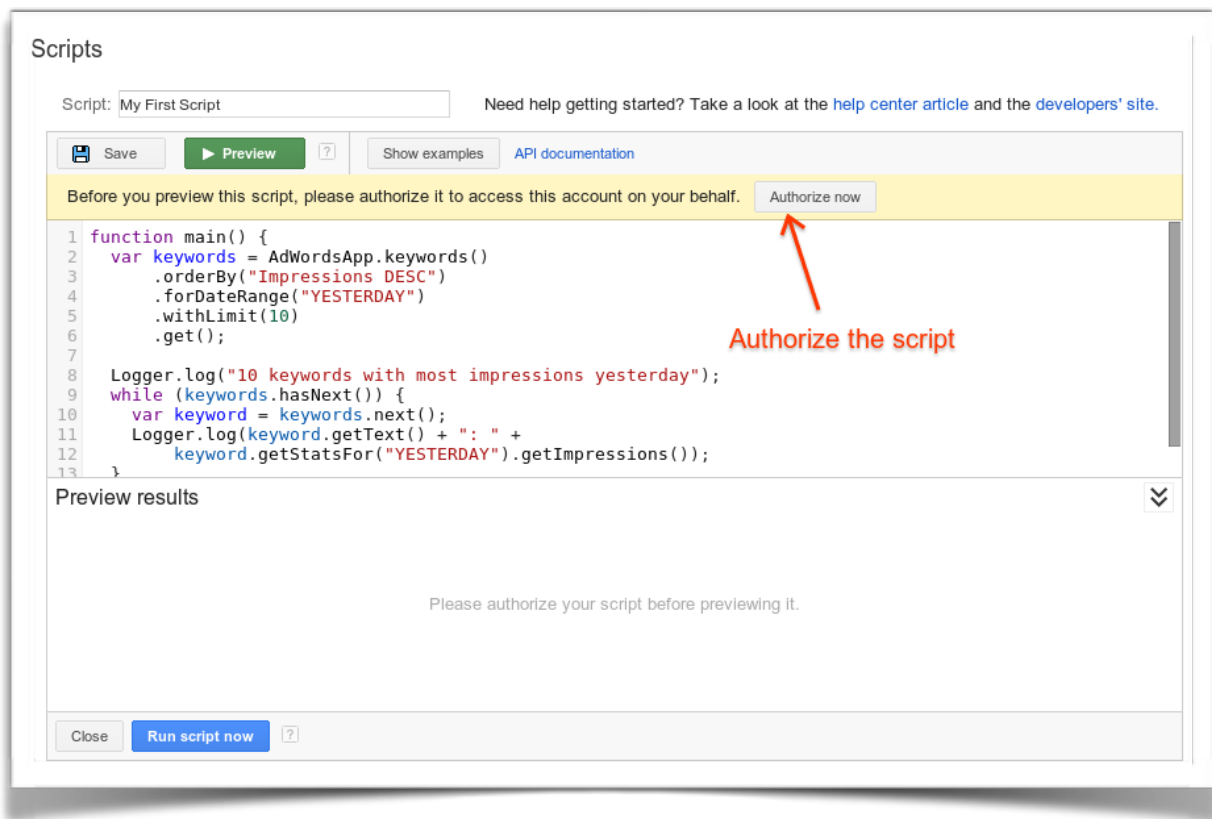 Scripts
Script: My First Script Need help getting started? Take a look at the help center article and the developers' site.
Save Preview ? Show examples API documentation
Before you preview this script, please authorize it to access this account on your behalf. Authorize now
1 function main() {
2 var keywords = AdWordsApp.keywords()
3 .orderBy("Impressions DESC")
4 .forDateRange("YESTERDAY")
5 .withLimit(10)
6 .get();
Authorize the script
7
8 Logger.log("10 keywords with most impressions yesterday");
9 while (keywords.hasNext()) {
10 var keyword = keywords.next();
11 Logger.log(keyword.getText() + ": " +
12 keyword.getStatsFor("YESTERDAY").getImpressions());
13 }
Preview results
Please authorize your script before previewing it.
Close Run script now ?